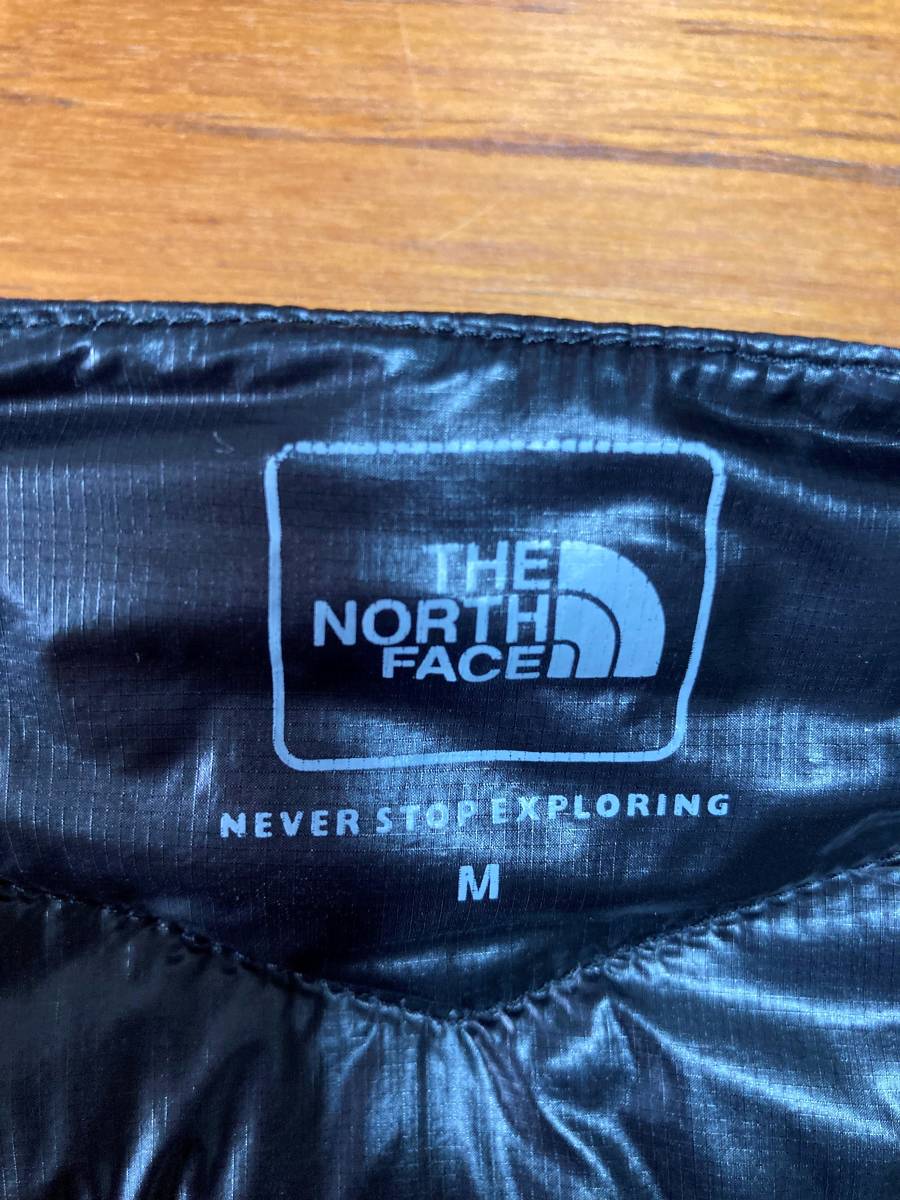 THE
NORTH
FACE
NEVER STOP EXPLORING
M